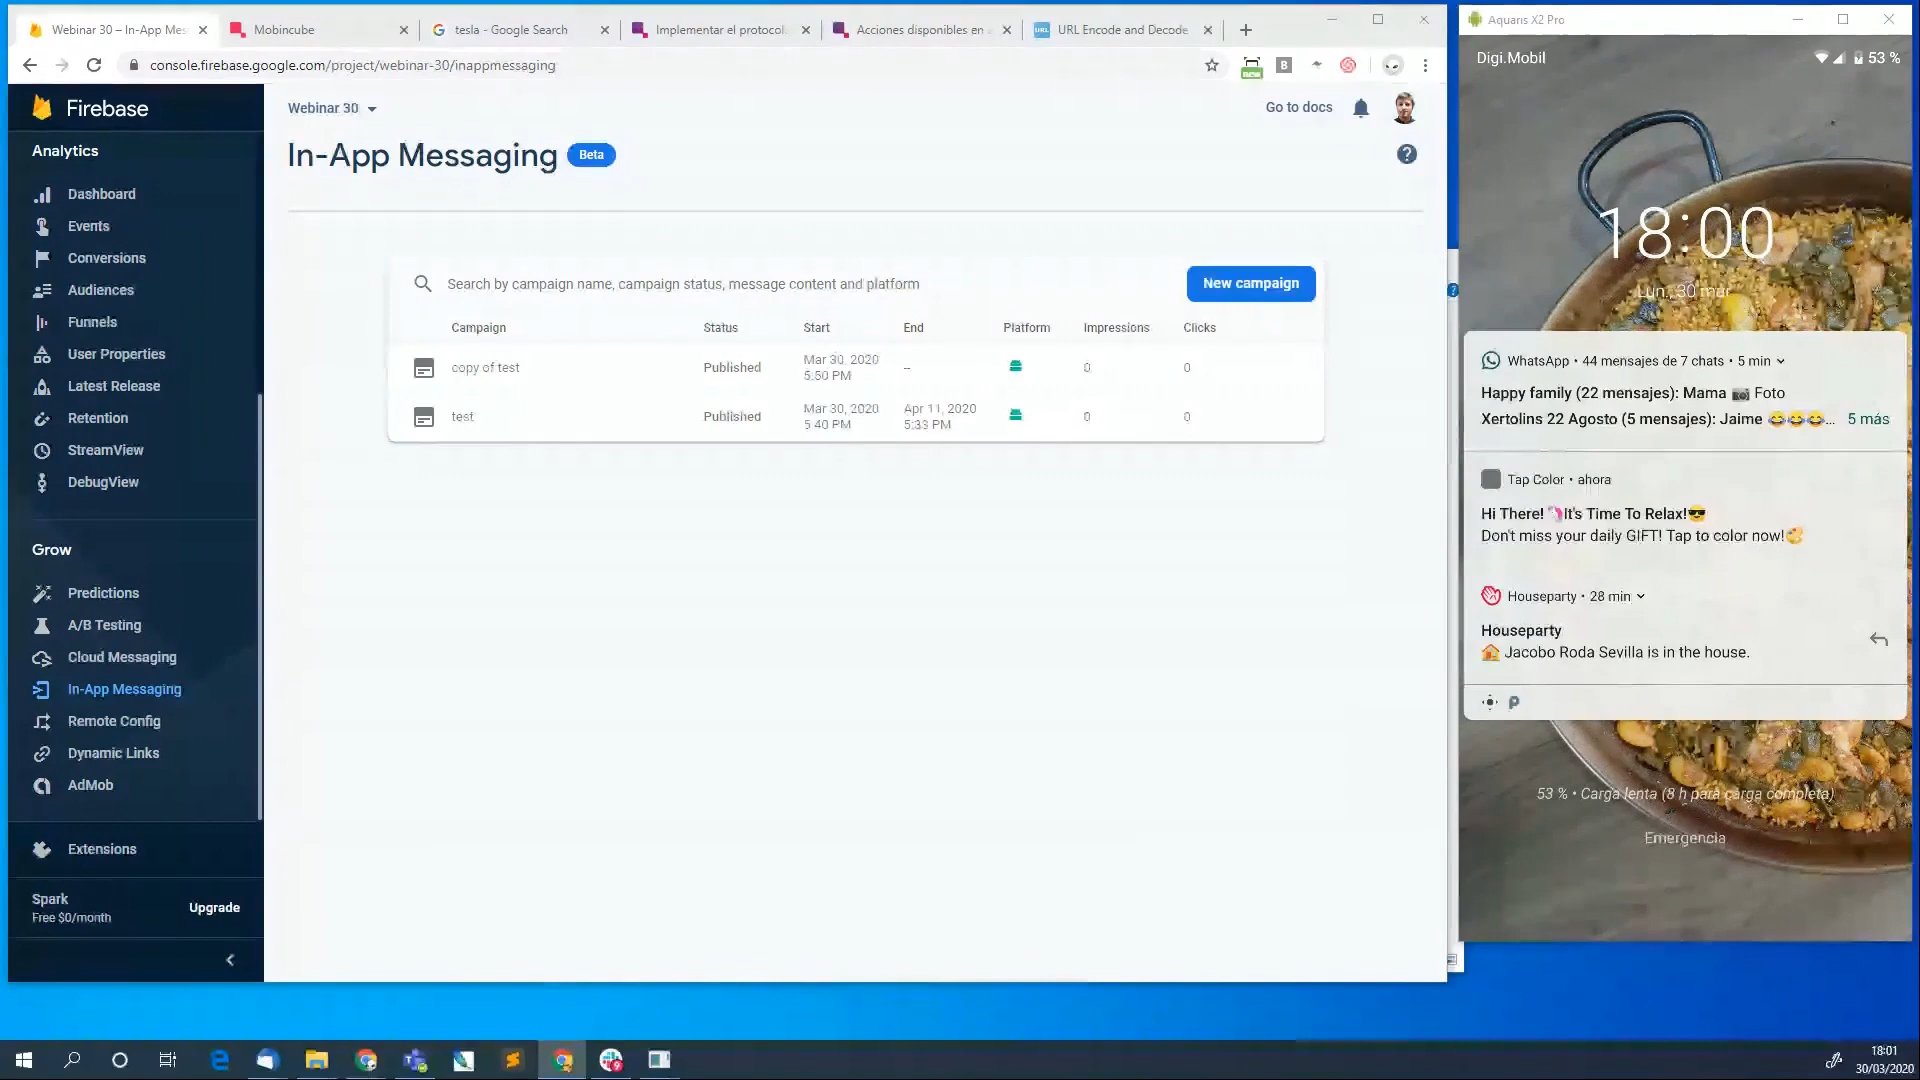 Webinar 30 – In-App Mes
Mobincube
tesla - Google Search
Implementar el protocol
Acciones disponibles en
URL Encode and Decode
console.firebase.google.com/project/webinar-30/inappmessaging
Firebase
Analytics
Dashboard
Events
Conversions
Audiences
Funnels
User Properties
Latest Release
Retention
StreamView
DebugView
Grow
Predictions
A/B Testing
Cloud Messaging
In-App Messaging
Remote Config
Dynamic Links
AdMob
Extensions
Spark
Free $0/month
Upgrade
Webinar 30
Go to docs
In-App Messaging
Beta
Search by campaign name, campaign status, message content and platform
New campaign
Campaign Status Start End Platform Impressions Clicks
copy of test Published Mar 30, 2020 5:50 PM -- 0 0
test Published Mar 30, 2020 5:40 PM Apr 11, 2020 5:33 PM 0 0
Aquaris X2 Pro
Digi.Mobil
53 %
18:00
Lun., 30 mar
WhatsApp • 44 mensajes de 7 chats • 5 min
Happy family (22 mensajes): Mama 📷 Foto
Xertolins 22 Agosto (5 mensajes): Jaime 😂😂😂... 5 más
Tap Color • ahora
Hi There! 🦄It's Time To Relax!😎
Don't miss your daily GIFT! Tap to color now!🎨
Houseparty • 28 min
Houseparty
🏠 Jacobo Roda Sevilla is in the house.
53 % • Carga lenta (8 h para carga completa)
Emergencia
18:01
30/03/2020